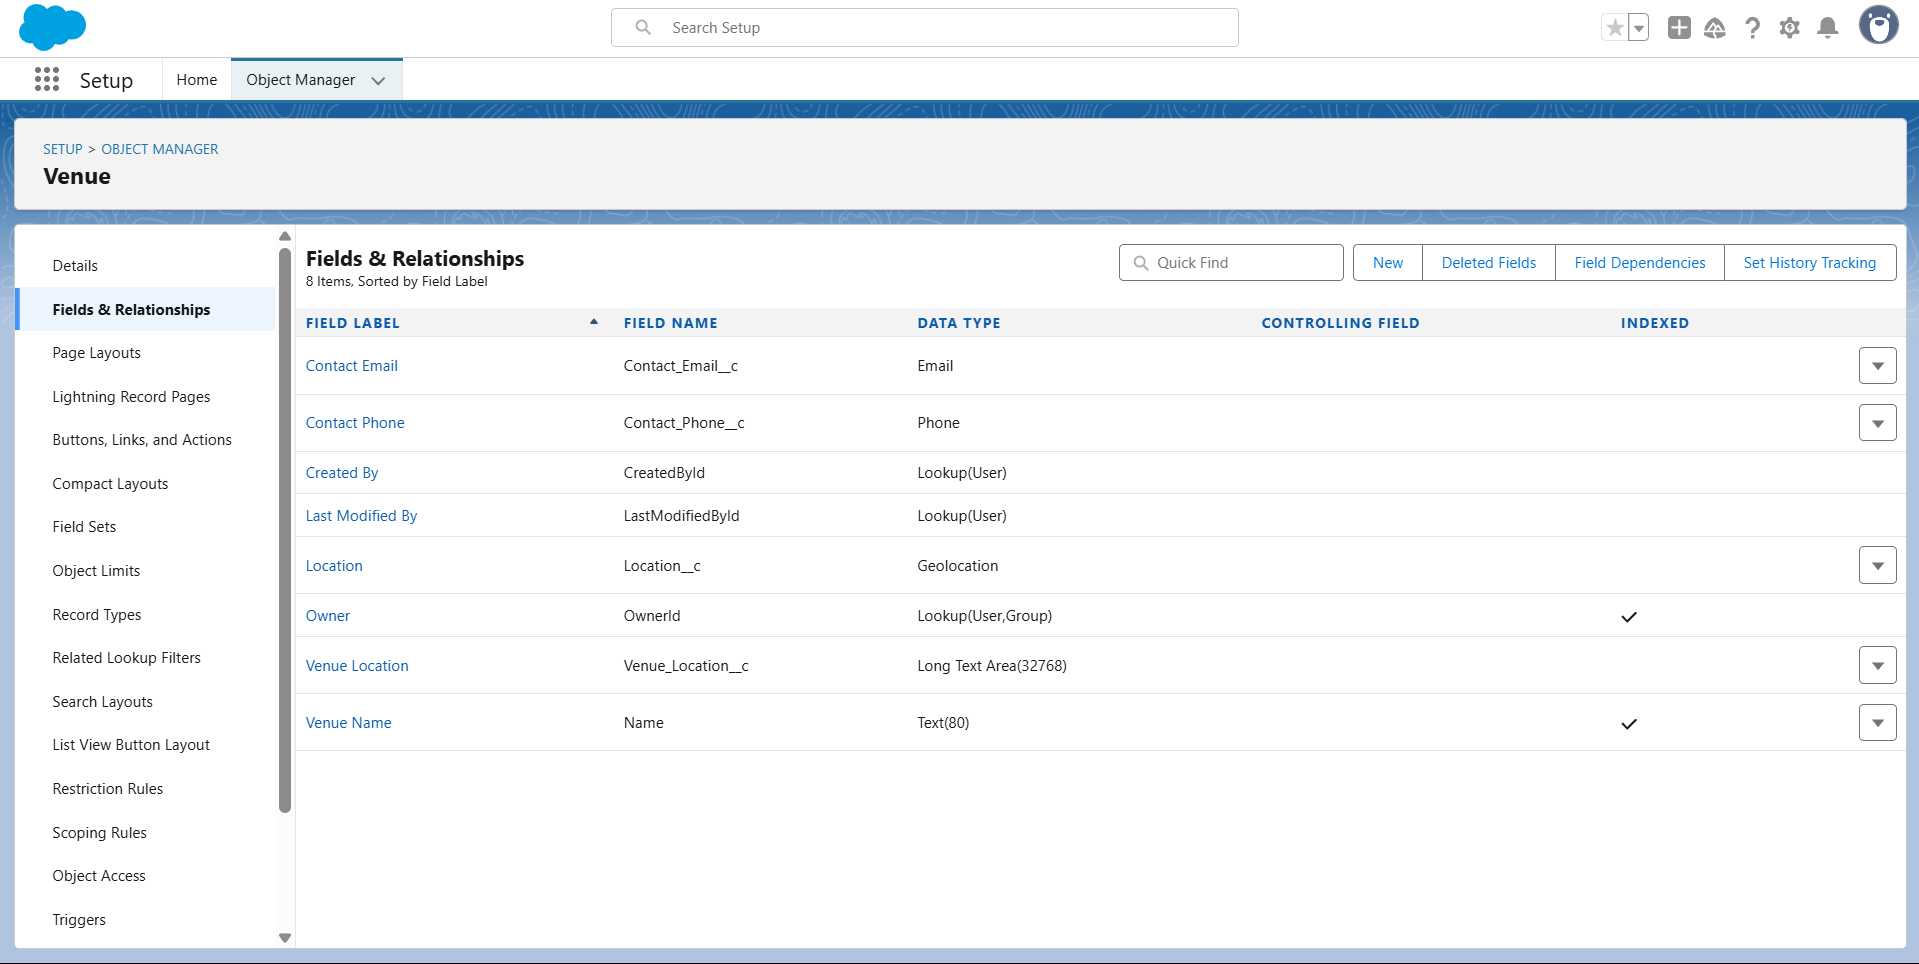 Search Setup
Setup
Home
Object Manager
SETUP > OBJECT MANAGER
Venue
Details
Fields & Relationships
Page Layouts
Lightning Record Pages
Buttons, Links, and Actions
Compact Layouts
Field Sets
Object Limits
Record Types
Related Lookup Filters
Search Layouts
List View Button Layout
Restriction Rules
Scoping Rules
Object Access
Triggers
Fields & Relationships
8 Items, Sorted by Field Label
Quick Find
New
Deleted Fields
Field Dependencies
Set History Tracking
FIELD LABEL FIELD NAME DATA TYPE CONTROLLING FIELD INDEXED
Contact Email Contact_Email__c Email
Contact Phone Contact_Phone__c Phone
Created By CreatedById Lookup(User)
Last Modified By LastModifiedById Lookup(User)
Location Location__c Geolocation
Owner OwnerId Lookup(User,Group)
Venue Location Venue_Location__c Long Text Area(32768)
Venue Name Name Text(80)